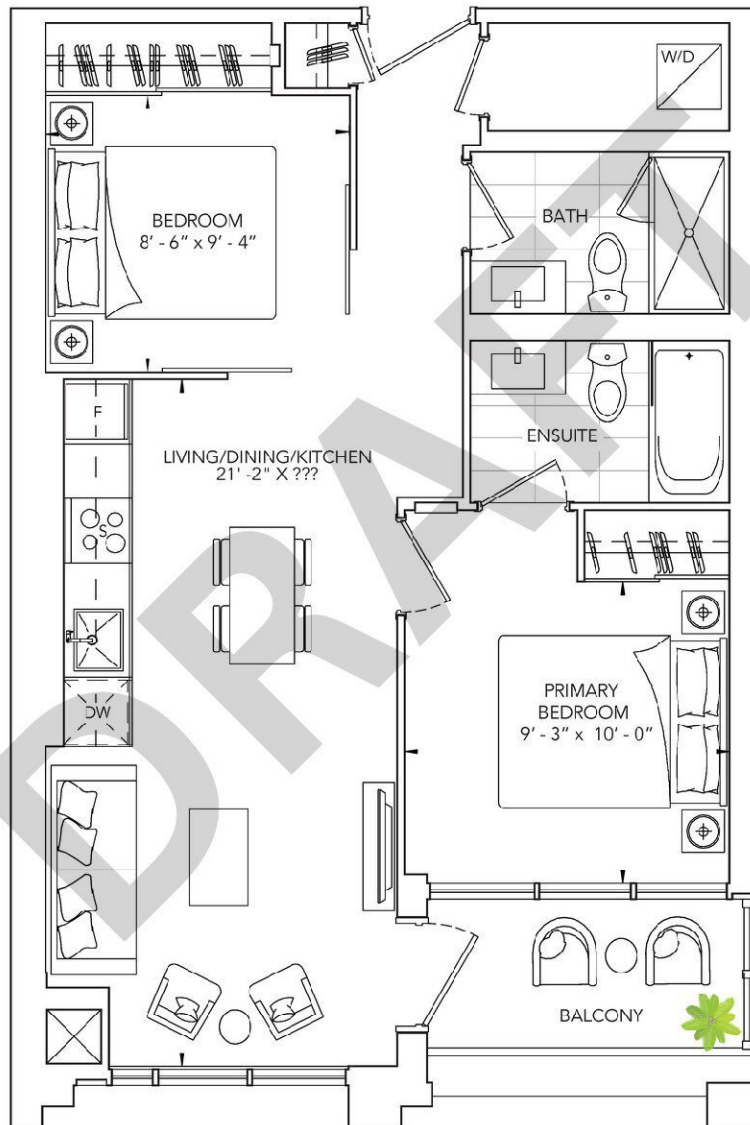 W/D
BEDROOM
8' - 6" x 9' - 4"
BATH
F
LIVING/DINING/KITCHEN
21' -2" X ???
ENSUITE
S
DW
PRIMARY
BEDROOM
9' - 3" x 10' - 0"
BALCONY
DRAFT